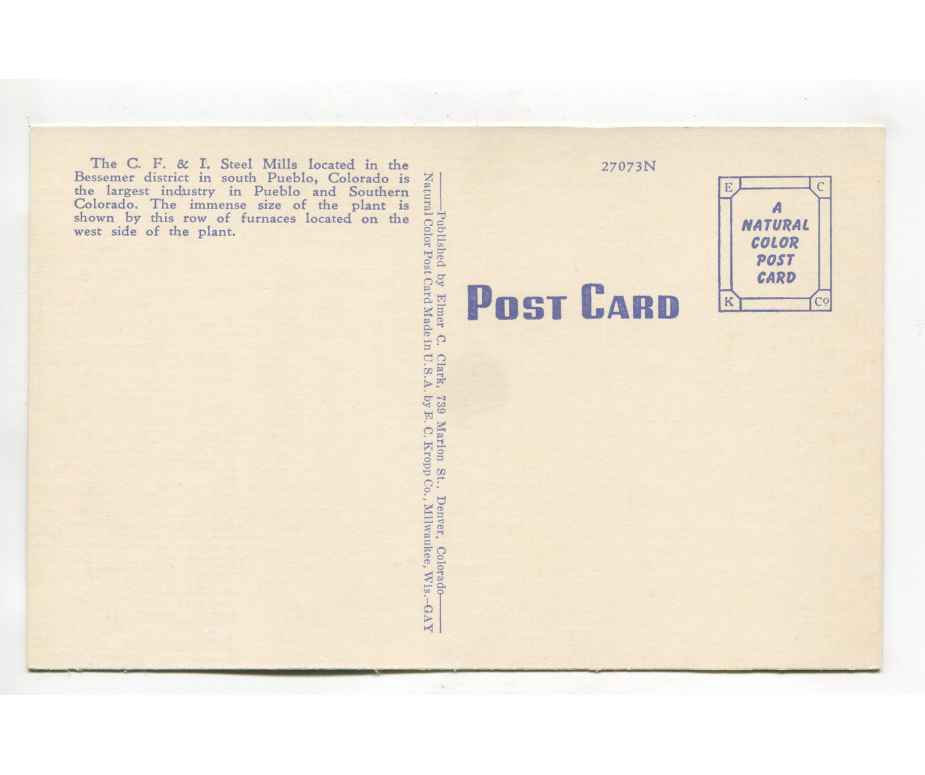 The C. F. & I. Steel Mills located in the
Bessemer district in south Pueblo, Colorado is
the largest industry in Pueblo and Southern
Colorado. The immense size of the plant is
shown by this row of furnaces located on the
west side of the plant.
Published by Elmer C. Clark, 739 Marion St., Denver, Colorado
Natural Color Post Card Made in U.S.A. by E. C. Kropp Co., Milwaukee, Wis.-GAY
27073N
POST CARD
E C
A
NATURAL
COLOR
POST
CARD
K Co